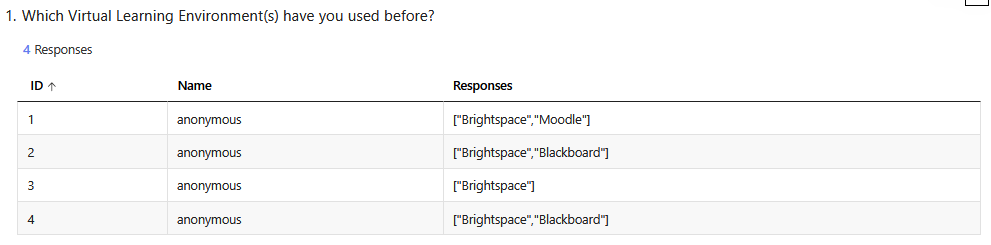 1. Which Virtual Learning Environment(s) have you used before?
4 Responses
ID ↑ Name Responses
1 anonymous ["Brightspace","Moodle"]
2 anonymous ["Brightspace","Blackboard"]
3 anonymous ["Brightspace"]
4 anonymous ["Brightspace","Blackboard"]